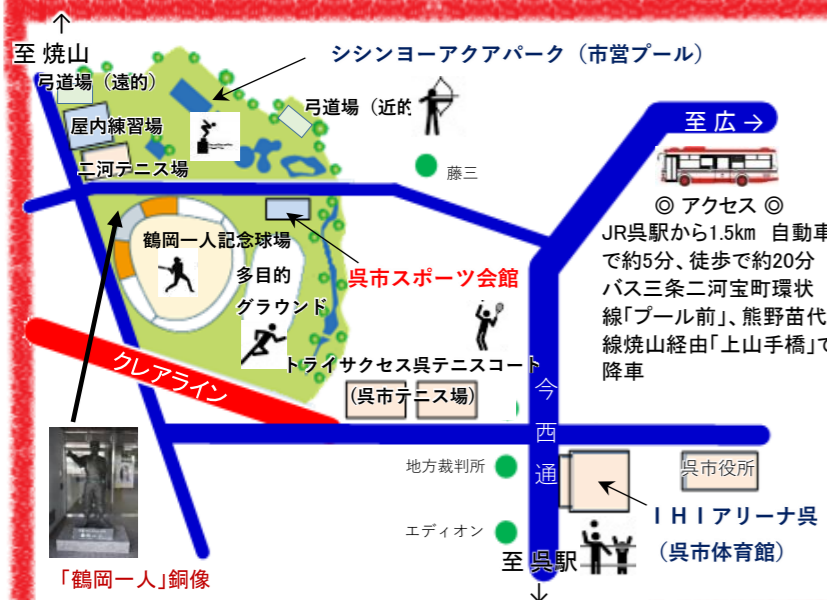 ↑
至 焼山
シシンヨーアクアパーク（市営プール）
弓道場（遠的）
弓道場（近的
屋内練習場
二河テニス場
藤三
至 広 →
◎ アクセス ◎
JR呉駅から1.5km 自動車
で約5分、徒歩で約20分
バス三条二河宝町環状
線「プール前」、熊野苗代
線焼山経由「上山手橋」で
降車
鶴岡一人記念球場
多目的
グラウンド
呉市スポーツ会館
クレアライン
トライサクセス呉テニスコート
(呉市テニス場)
今西通
地方裁判所
呉市役所
エディオン
ＩＨＩアリーナ呉
（呉市体育館）
至 呉駅
↓
「鶴岡一人」銅像